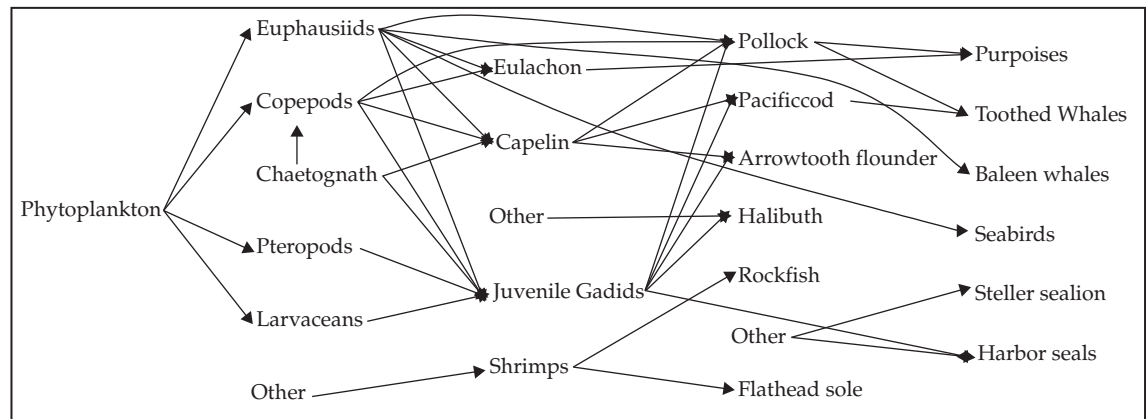 Euphausiids
Pollock
Purpoises
Eulachon
Copepods
Pacificcod
Toothed Whales
Capelin
Arrowtooth flounder
Chaetognath
Baleen whales
Phytoplankton
Other
Halibuth
Seabirds
Pteropods
Rockfish
Juvenile Gadids
Steller sealion
Larvaceans
Other
Harbor seals
Shrimps
Other
Flathead sole